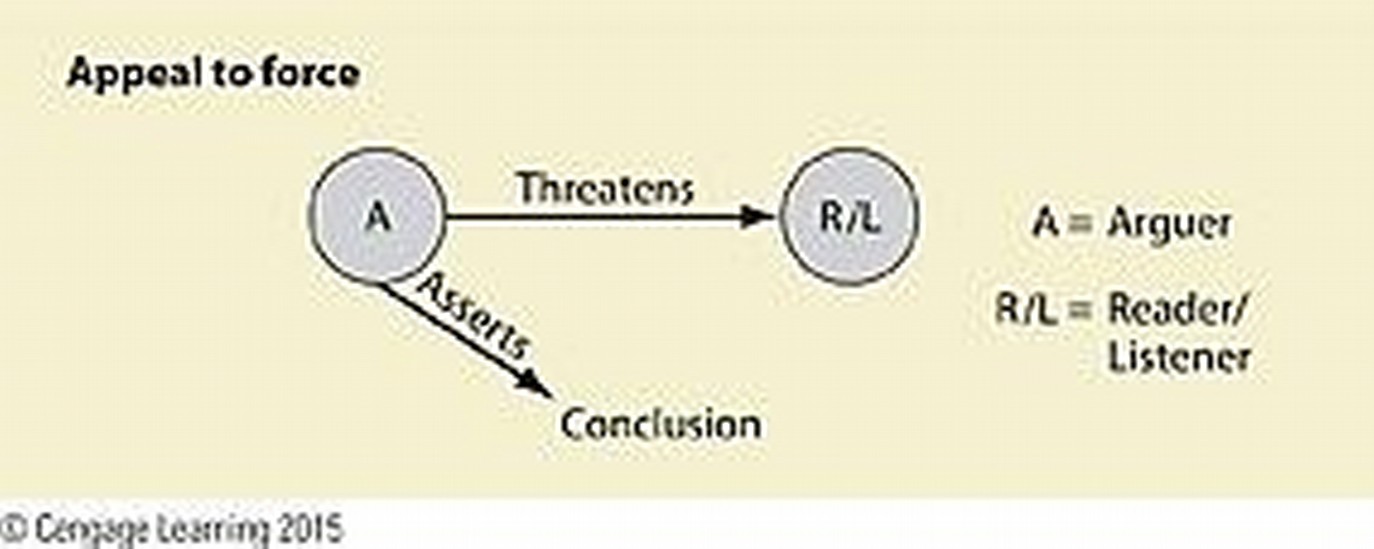 Appeal to force
Threatens
A
R/L
A = Arguer
Asserts
R/L = Reader/
Listener
Conclusion
© Cengage Learning 2015